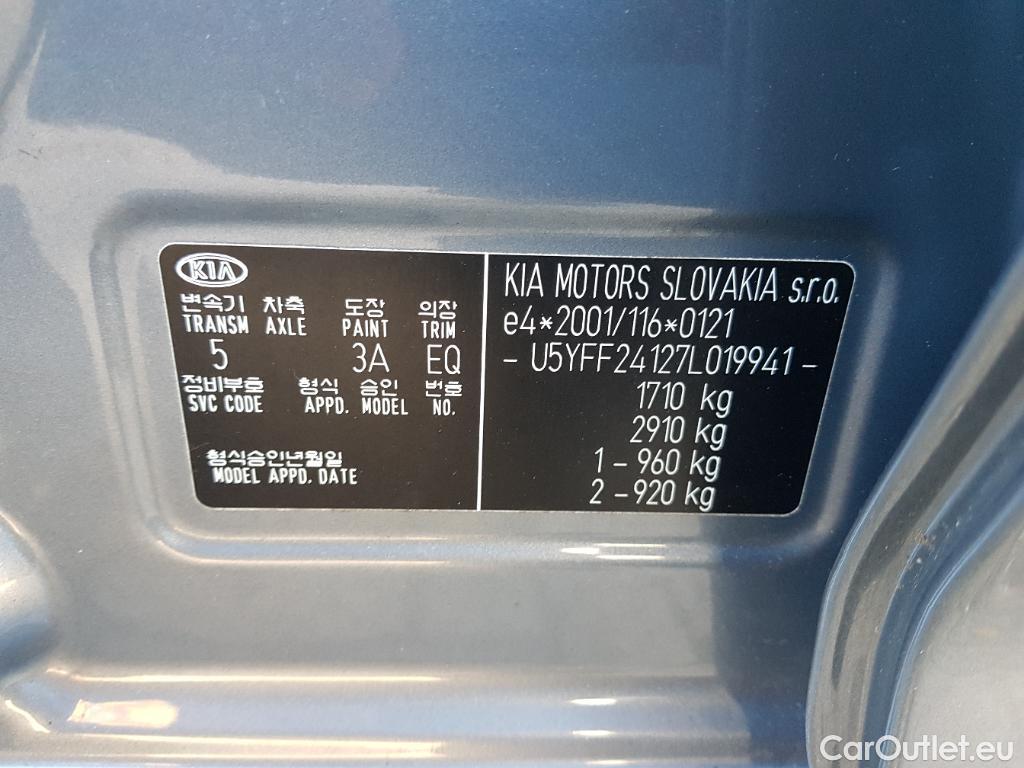 KIA
변속기 차축 도장 의장
TRANSM AXLE PAINT TRIM
5 3A EQ
정비부호 형식 승인 번호
SVC CODE APPD. MODEL NO.
형식승인년월일
MODEL APPD. DATE
KIA MOTORS SLOVAKIA s.r.o.
e4*2001/116*0121
- U5YFF24127L019941 -
1710 kg
2910 kg
1 - 960 kg
2 - 920 kg
CarOutlet.eu